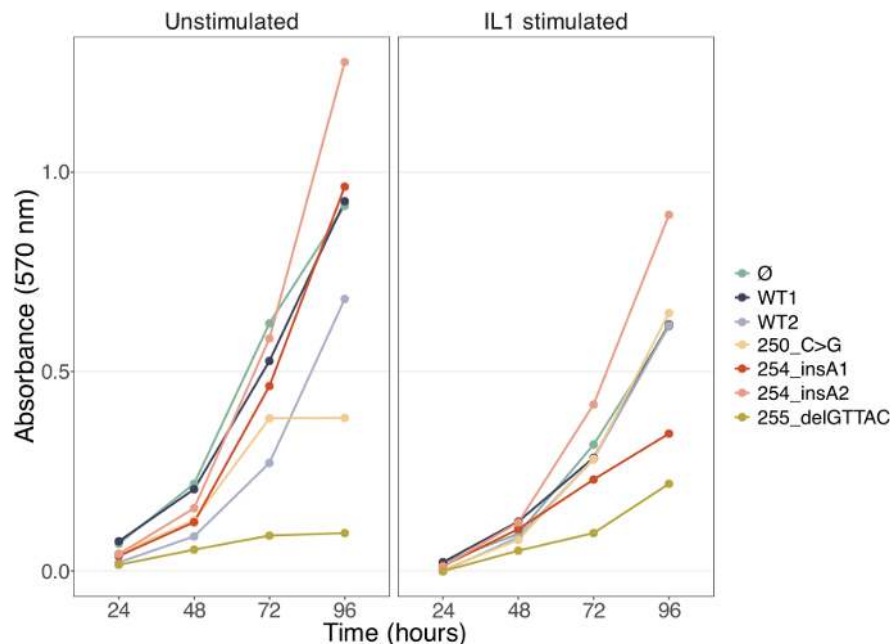 Unstimulated
IL1 stimulated
Absorbance (570 nm)
1.0
0.5
0.0
24 48 72 96
24 48 72 96
Time (hours)
Ø
WT1
WT2
250_C>G
254_insA1
254_insA2
255_delGTTAC